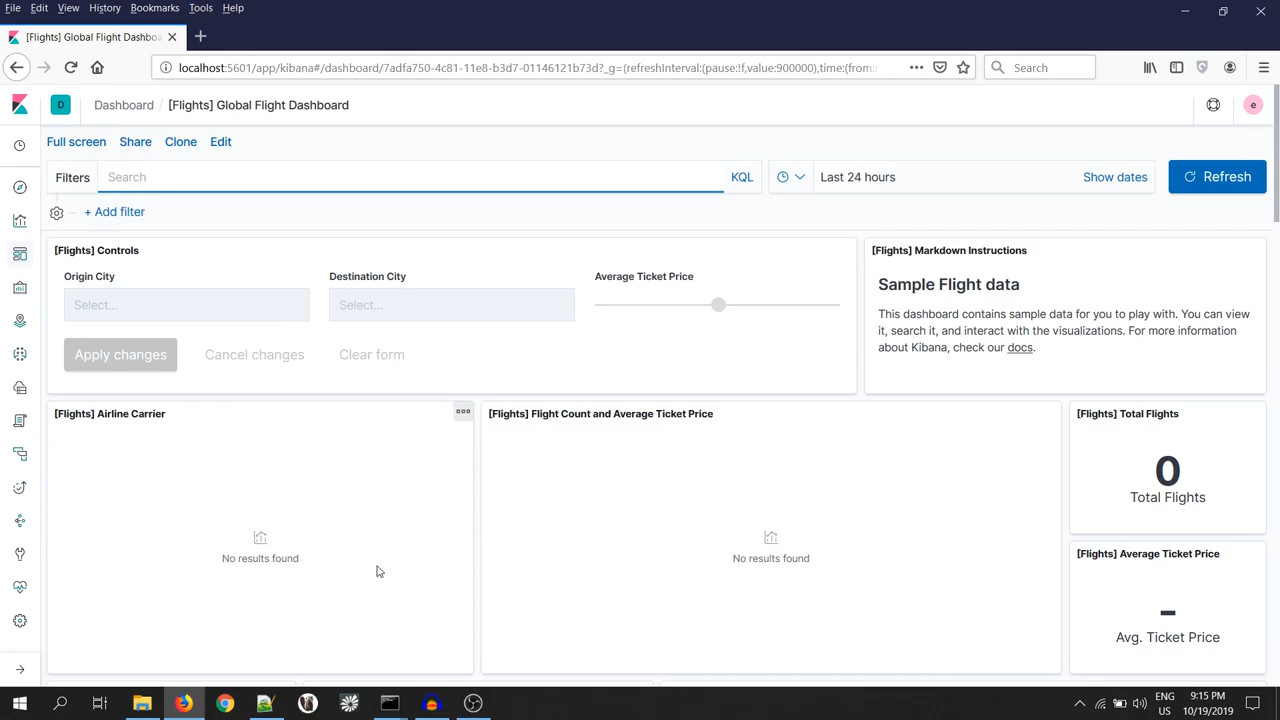 File Edit View History Bookmarks Tools Help
[Flights] Global Flight Dashboa
localhost:5601/app/kibana#/dashboard/7adfa750-4c81-11e8-b3d7-01146121b73d?_g=(refreshInterval:(pause:!f,value:900000),time:(from:
Search
D Dashboard / [Flights] Global Flight Dashboard e
Full screen Share Clone Edit
Filters Search KQL Last 24 hours Show dates Refresh
+ Add filter
[Flights] Controls
Origin City Destination City Average Ticket Price
Select... Select...
Apply changes Cancel changes Clear form
[Flights] Markdown Instructions
Sample Flight data
This dashboard contains sample data for you to play with. You can view
it, search it, and interact with the visualizations. For more information
about Kibana, check our docs.
[Flights] Airline Carrier
No results found
[Flights] Flight Count and Average Ticket Price
No results found
[Flights] Total Flights
0
Total Flights
[Flights] Average Ticket Price
-
Avg. Ticket Price
ENG
US
9:15 PM
10/19/2019